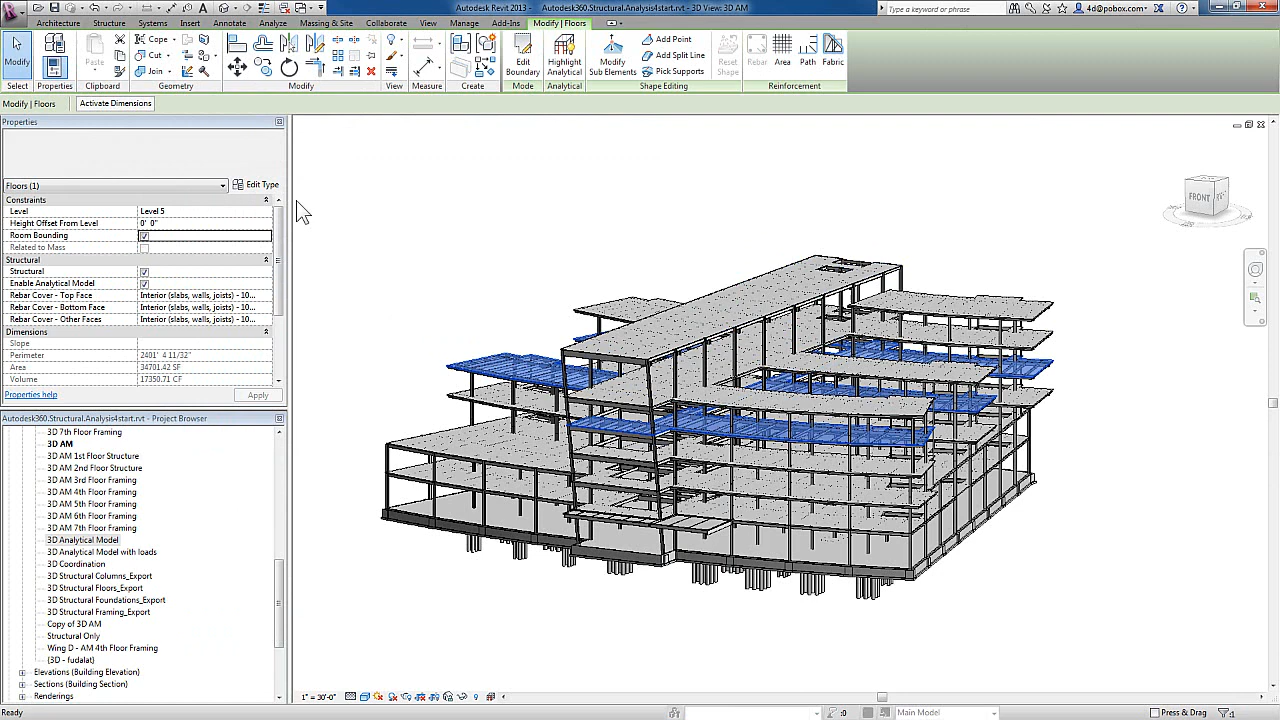 Autodesk Revit 2013 - Autodesk360.Structural.Analysis4start.rvt - 3D View: 3D AM
Type a keyword or phrase
4d@pobox.com
Architecture Structure Systems Insert Annotate Analyze Massing & Site Collaborate View Manage Add-Ins Modify | Floors
Modify
Properties
Paste
Cope
Cut
Join
Edit Boundary
Highlight Analytical
Modify Sub Elements
Add Point
Add Split Line
Pick Supports
Reset Shape
Rebar
Area
Path
Fabric
Select Properties Clipboard Geometry Modify View Measure Create Mode Analytical Shape Editing Reinforcement
Modify | Floors Activate Dimensions
Properties
Floors (1) Edit Type
Constraints
Level Level 5
Height Offset From Level 0' 0"
Room Bounding
Related to Mass
Structural
Structural
Enable Analytical Model
Rebar Cover - Top Face Interior (slabs, walls, joists) - 10...
Rebar Cover - Bottom Face Interior (slabs, walls, joists) - 10...
Rebar Cover - Other Faces Interior (slabs, walls, joists) - 10...
Dimensions
Slope
Perimeter 2401' 4 11/32"
Area 34701.42 SF
Volume 17350.71 CF
Properties help Apply
Autodesk360.Structural.Analysis4start.rvt - Project Browser
3D 7th Floor Framing
3D AM
3D AM 1st Floor Structure
3D AM 2nd Floor Structure
3D AM 3rd Floor Framing
3D AM 4th Floor Framing
3D AM 5th Floor Framing
3D AM 6th Floor Framing
3D AM 7th Floor Framing
3D Analytical Model
3D Analytical Model with loads
3D Coordination
3D Structural Columns_Export
3D Structural Floors_Export
3D Structural Foundations_Export
3D Structural Framing_Export
Copy of 3D AM
Structural Only
Wing D - AM 4th Floor Framing
{3D - fudalat}
Elevations (Building Elevation)
Sections (Building Section)
Renderings
FRONT
1" = 30'-0"
Ready
:0
Main Model
Press & Drag
:1